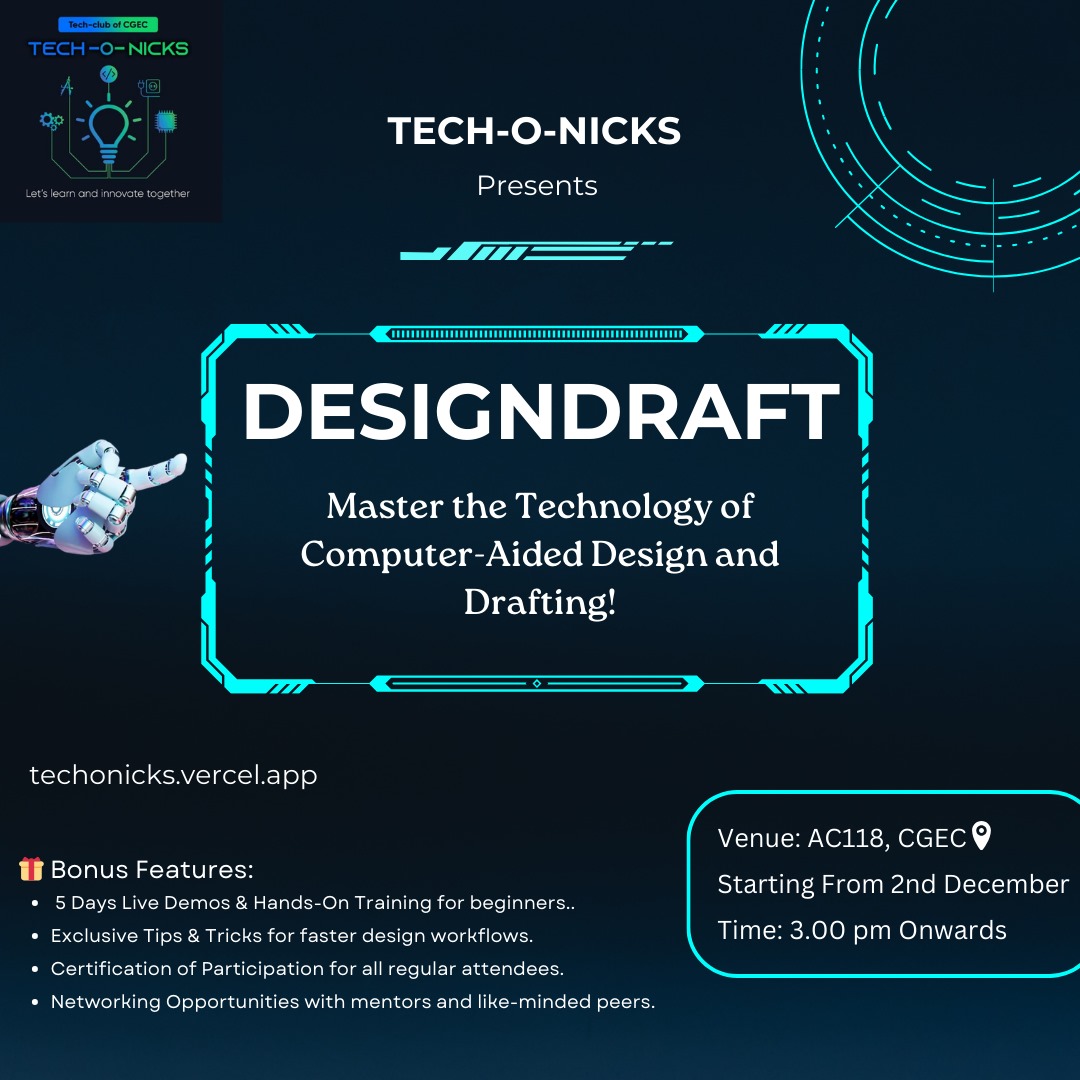 Tech-club of CGEC
TECH-O-NICKS
Let's learn and innovate together
TECH-O-NICKS
Presents
DESIGNDRAFT
Master the Technology of
Computer-Aided Design and
Drafting!
techonicks.vercel.app
Venue: AC118, CGEC
Starting From 2nd December
Time: 3.00 pm Onwards
Bonus Features:
5 Days Live Demos & Hands-On Training for beginners..
Exclusive Tips & Tricks for faster design workflows.
Certification of Participation for all regular attendees.
Networking Opportunities with mentors and like-minded peers.